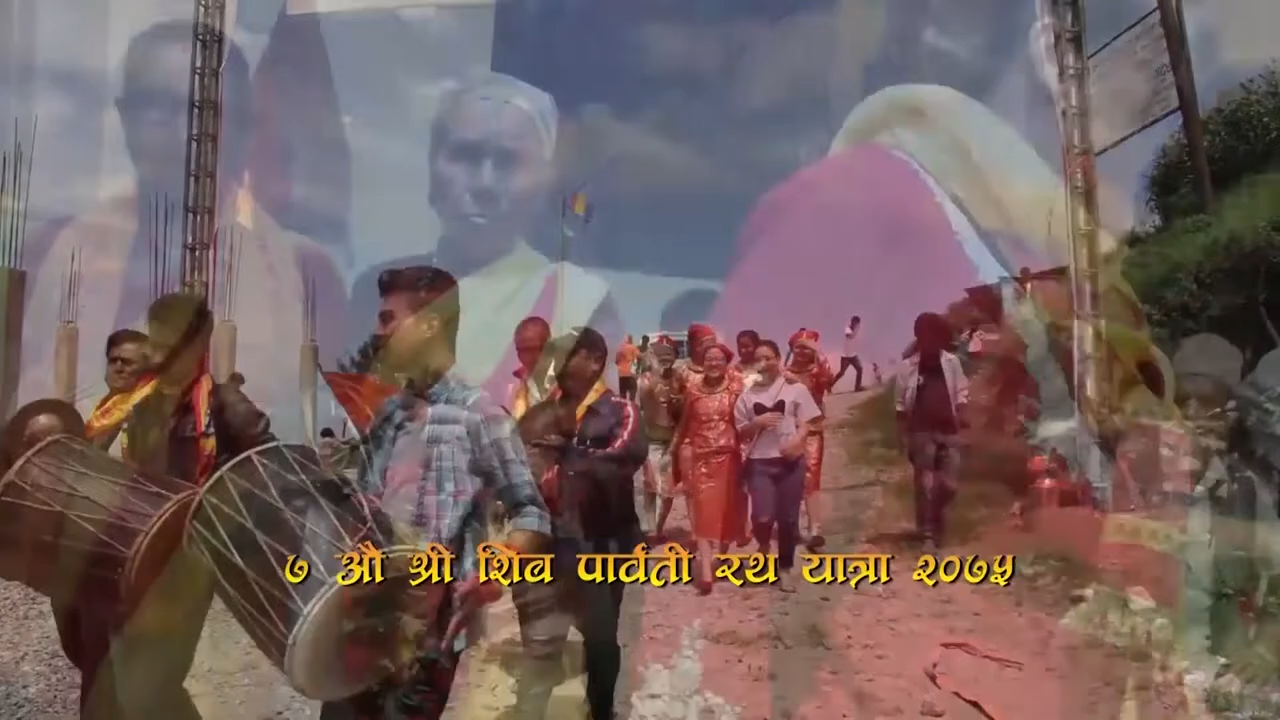 ७ औ श्री शिव पार्वती रथ यात्रा २०७५